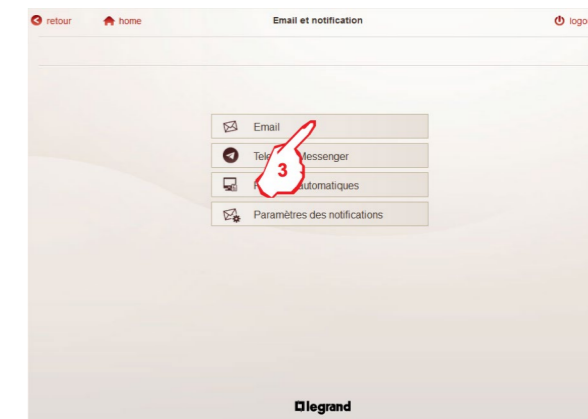 retour home Email et notification logo
Email
Messenger
3
automatiques
Paramètres des notifications
legrand